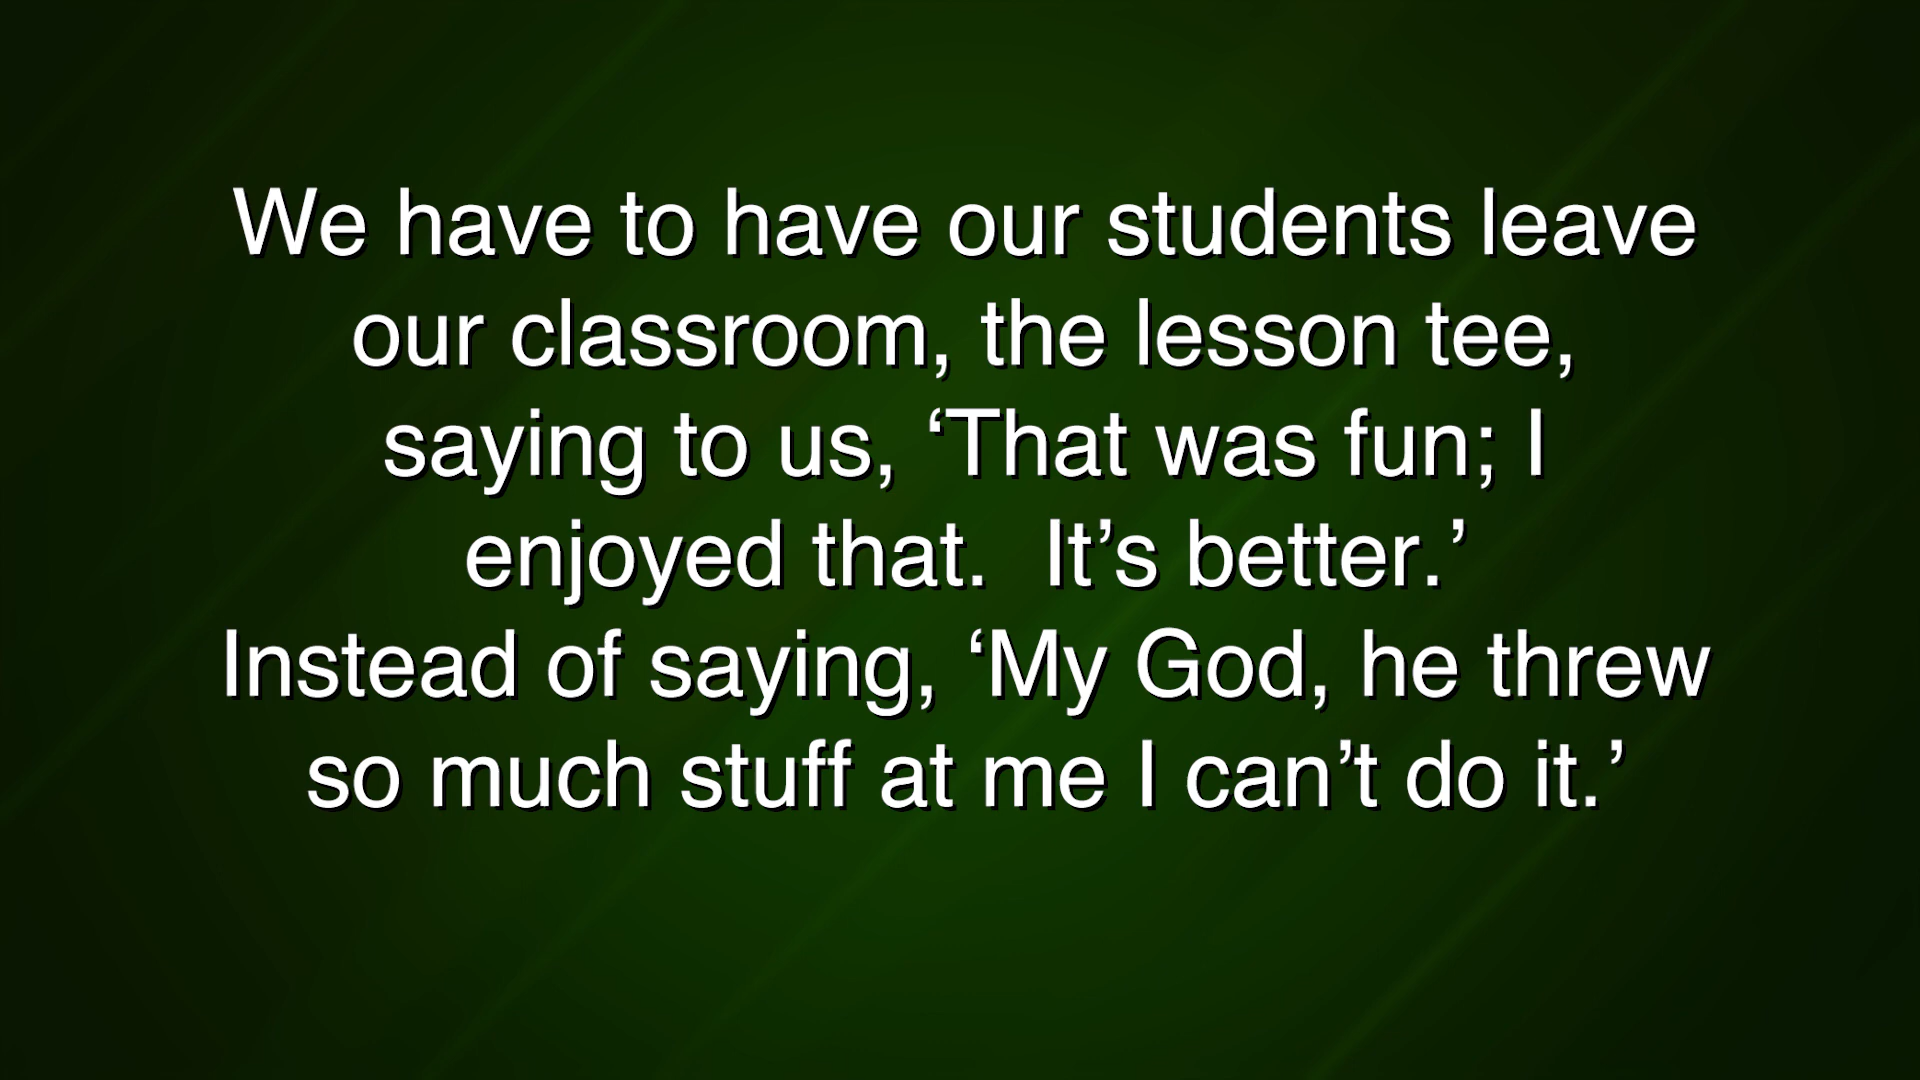 We have to have our students leave
our classroom, the lesson tee,
saying to us, ‘That was fun; I
enjoyed that.  It’s better.’
Instead of saying, ‘My God, he threw
so much stuff at me I can’t do it.’